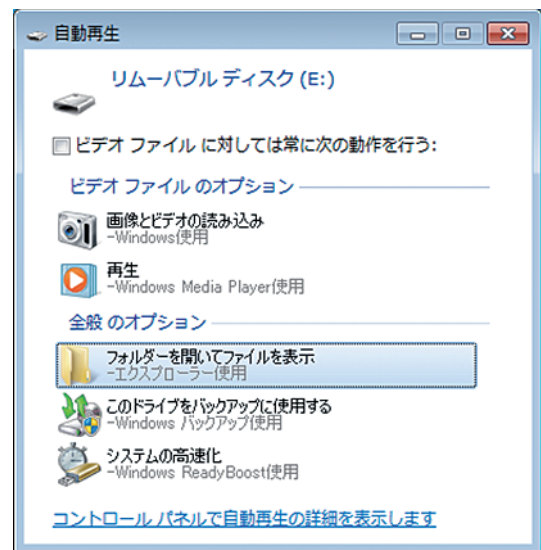 自動再生
リムーバブル ディスク (E:)
ビデオ ファイル に対しては常に次の動作を行う:
ビデオ ファイル のオプション
画像とビデオの読み込み
-Windows使用
再生
-Windows Media Player使用
全般 のオプション
フォルダーを開いてファイルを表示
-エクスプローラー使用
このドライブをバックアップに使用する
-Windows バックアップ使用
システムの高速化
-Windows ReadyBoost使用
コントロール パネルで自動再生の詳細を表示します